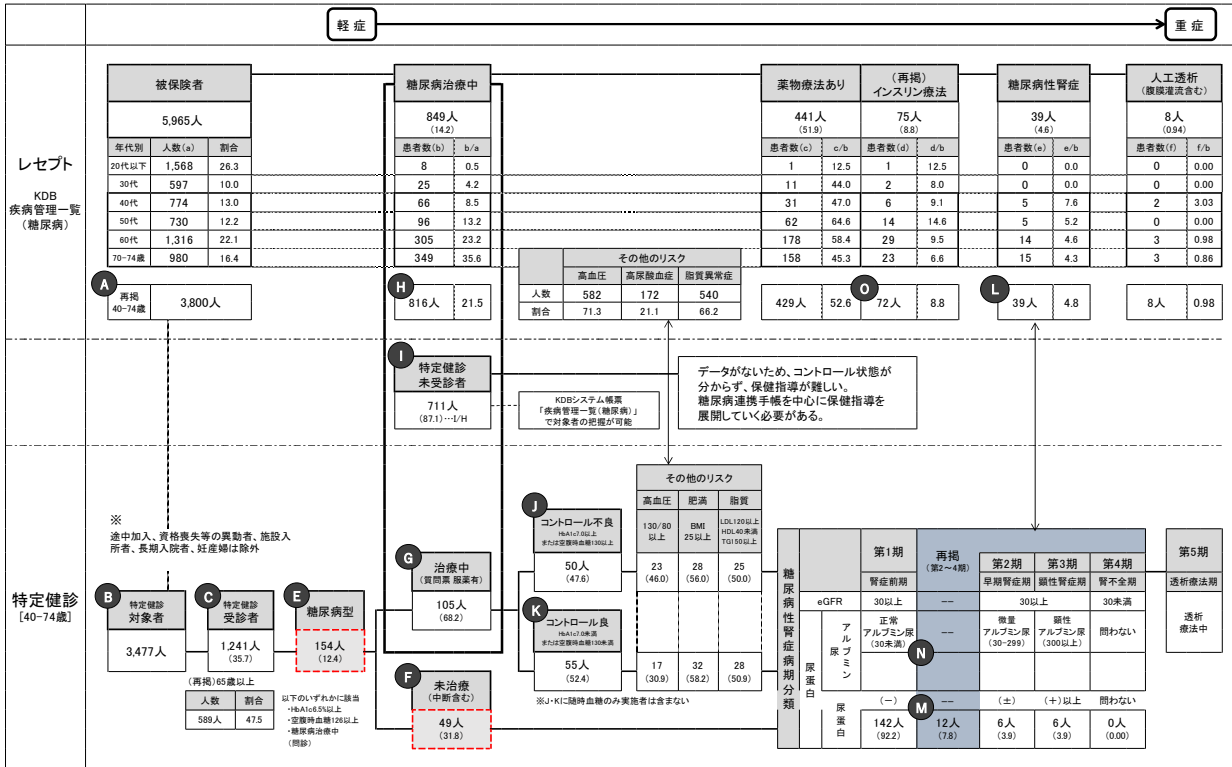 軽症
重症
レセプト
KDB
疾病管理一覧
(糖尿病)
被保険者
5,965人
年代別 人数(a) 割合
20代以下 1,568 26.3
30代 597 10.0
40代 774 13.0
50代 730 12.2
60代 1,316 22.1
70-74歳 980 16.4
A
再掲
40-74歳
3,800人
糖尿病治療中
849人
(14.2)
患者数(b) b/a
8 0.5
25 4.2
66 8.5
96 13.2
305 23.2
349 35.6
H
816人 21.5
その他のリスク
高血圧 高尿酸血症 脂質異常症
人数 582 172 540
割合 71.3 21.1 66.2
薬物療法あり
441人
(51.9)
患者数(c) c/b
1 12.5
11 44.0
31 47.0
62 64.6
178 58.4
158 45.3
429人 52.6
(再掲)
インスリン療法
75人
(8.8)
患者数(d) d/b
1 12.5
2 8.0
6 9.1
14 14.6
29 9.5
23 6.6
O
72人 8.8
糖尿病性腎症
39人
(4.6)
患者数(e) e/b
0 0.0
0 0.0
5 7.6
5 5.2
14 4.6
15 4.3
L
39人 4.8
人工透析
(腹膜灌流含む)
8人
(0.94)
患者数(f) f/b
0 0.00
0 0.00
2 3.03
0 0.00
3 0.98
3 0.86
8人 0.98
I
特定健診
未受診者
711人
(87.1)…I/H
KDBシステム帳票
「疾病管理一覧(糖尿病)」
で対象者の把握が可能
データがないため、コントロール状態が
分からず、保健指導が難しい。
糖尿病連携手帳を中心に保健指導を
展開していく必要がある。
特定健診
[40-74歳]
※
途中加入、資格喪失等の異動者、施設入
所者、長期入院者、妊産婦は除外
B
特定健診
対象者
3,477人
C
特定健診
受診者
1,241人
(35.7)
(再掲)65歳以上
人数 割合
589人 47.5
E
糖尿病型
154人
(12.4)
以下のいずれかに該当
・HbA1c6.5%以上
・空腹時血糖126以上
・糖尿病治療中
(問診)
G
治療中
(質問票 服薬有)
105人
(68.2)
F
未治療
(中断含む)
49人
(31.8)
J
コントロール不良
HbA1c7.0以上
または空腹時血糖130以上
50人
(47.6)
K
コントロール良
HbA1c7.0未満
または空腹時血糖130未満
55人
(52.4)
※J・Kに随時血糖のみ実施者は含まない
その他のリスク
高血圧 肥満 脂質
130/80
以上
BMI
25以上
LDL120以上
HDL40未満
TG150以上
23 28 25
(46.0) (56.0) (50.0)
17 32 28
(30.9) (58.2) (50.9)
糖尿病性腎症病期分類
第1期
腎症前期
再掲
(第2~4期)
第2期
早期腎症期
第3期
顕性腎症期
第4期
腎不全期
第5期
透析療法期
eGFR 30以上 -- 30以上 30未満
尿蛋白
尿アルブミン
正常
アルブミン尿
(30未満)
--
N
微量
アルブミン尿
(30-299)
顕性
アルブミン尿
(300以上)
問わない
透析
療法中
尿蛋白
(-) -- (±) (+)以上 問わない
M
142人 12人 6人 6人 0人
(92.2) (7.8) (3.9) (3.9) (0.00)